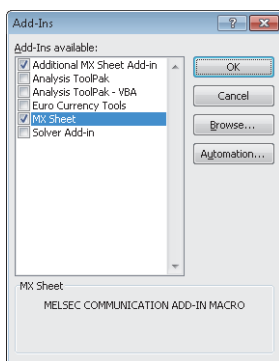 Add-Ins
Add-Ins available:
Additional MX Sheet Add-in
Analysis ToolPak
Analysis ToolPak - VBA
Euro Currency Tools
MX Sheet
Solver Add-in
OK
Cancel
Browse...
Automation...
MX Sheet
MELSEC COMMUNICATION ADD-IN MACRO